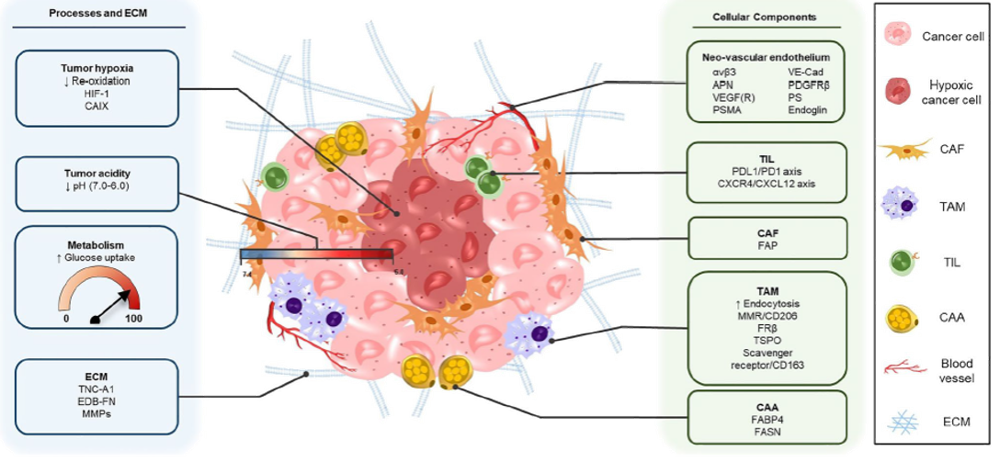 Processes and ECM
Tumor hypoxia
↓ Re-oxidation
HIF-1
CAIX
Tumor acidity
↓ pH (7.0-6.0)
Metabolism
↑ Glucose uptake
0 100
ECM
TNC-A1
EDB-FN
MMPs
7.4
Cellular Components
Neo-vascular endothelium
αvβ3 VE-Cad
APN PDGFRβ
VEGF(R) PS
PSMA Endoglin
TIL
PDL1/PD1 axis
CXCR4/CXCL12 axis
CAF
FAP
TAM
↑ Endocytosis
MMR/CD206
FRβ
TSPO
Scavenger
receptor/CD163
CAA
FABP4
FASN
Cancer cell
Hypoxic
cancer cell
CAF
TAM
TIL
CAA
Blood
vessel
ECM